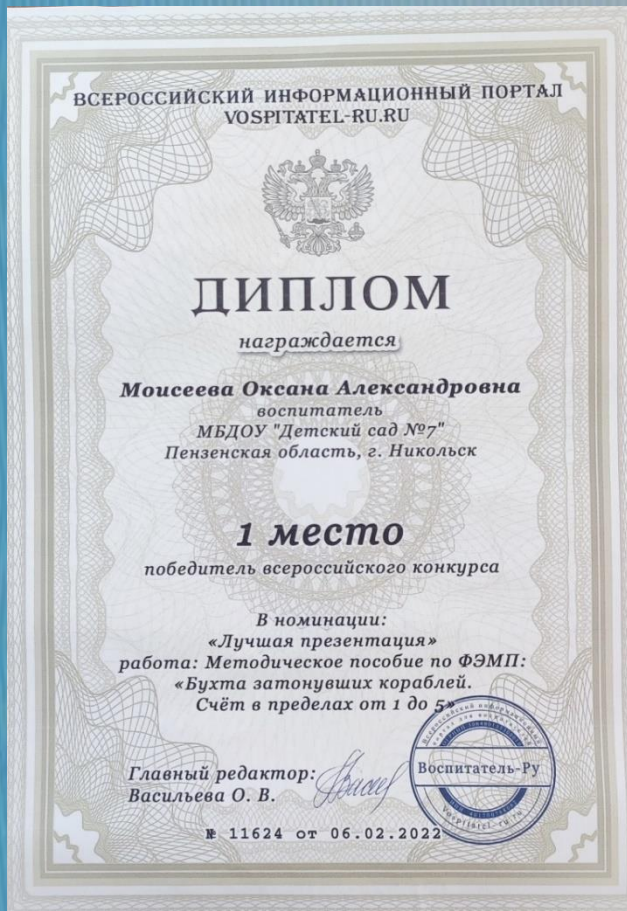 ВСЕРОССИЙСКИЙ ИНФОРМАЦИОННЫЙ ПОРТАЛ
VOSPITATEL-RU.RU
ДИПЛОМ
награждается
Моисеева Оксана Александровна
воспитатель
МБДОУ "Детский сад №7"
Пензенская область, г. Никольск
1 место
победитель всероссийского конкурса
В номинации:
«Лучшая презентация»
работа: Методическое пособие по ФЭМП:
«Бухта затонувших кораблей.
Счёт в пределах от 1 до 5»
Главный редактор:
Васильева О. В.
Воспитатель-Ру
№ 11624 от 06.02.2022